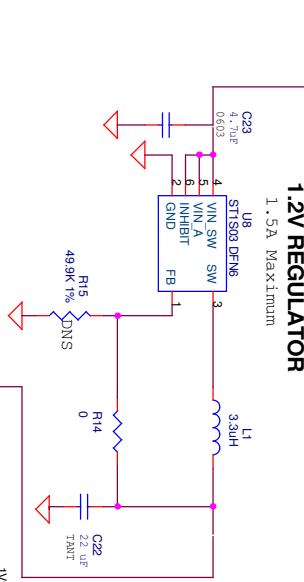 1.2V REGULATOR
1.5A Maximum
C23
4.7uF
0603
U8
ST1S03 DFN6
4
VIN_SW
SW
3
5
VIN_A
6
INHIBIT
2
GND
FB
1
L1
3.3uH
R15
49.9K 1%
DNS
R14
0
C22
22 uF
TANT
1V